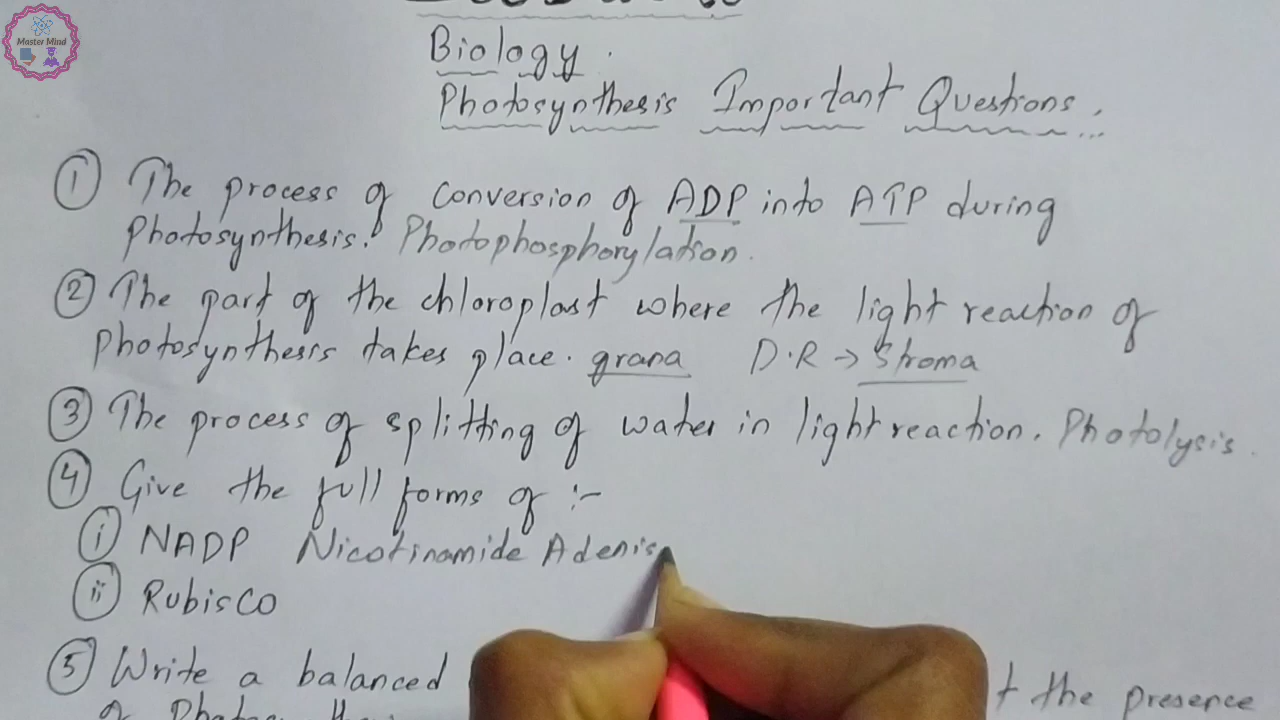 Master Mind
Biology.
Photosynthesis Important Questions.
① The process of conversion of ADP into ATP during
Photosynthesis. Photophosphorylation.
② The part of the chloroplast where the light reaction of
Photosynthesis takes place. grana D.R → Stroma
③ The process of splitting of water in light reaction. Photolysis.
④ Give the full forms of :-
ⓘ NADP Nicotinamide Adenis
ⓘⓘ RubisCO
⑤ Write a balanced t the presence
of